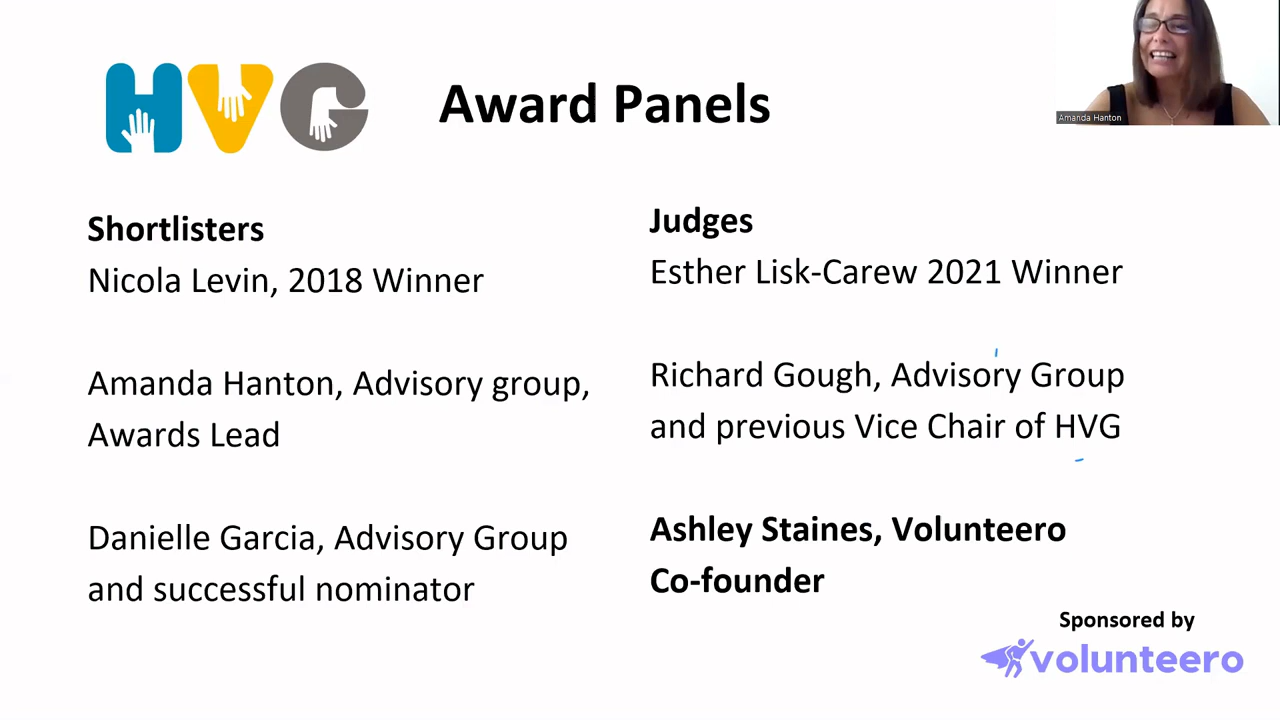 HVG
Award Panels
Amanda Hanton
Shortlisters
Nicola Levin, 2018 Winner
Amanda Hanton, Advisory group,
Awards Lead
Danielle Garcia, Advisory Group
and successful nominator
Judges
Esther Lisk-Carew 2021 Winner
Richard Gough, Advisory Group
and previous Vice Chair of HVG
Ashley Staines, Volunteero
Co-founder
Sponsored by
volunteero